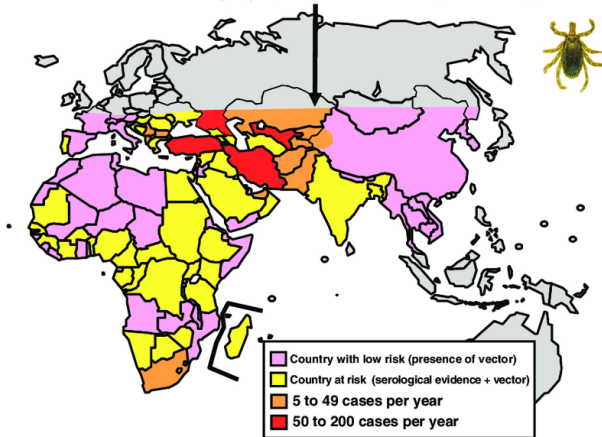 Country with low risk (presence of vector)
Country at risk (serological evidence + vector)
5 to 49 cases per year
50 to 200 cases per year